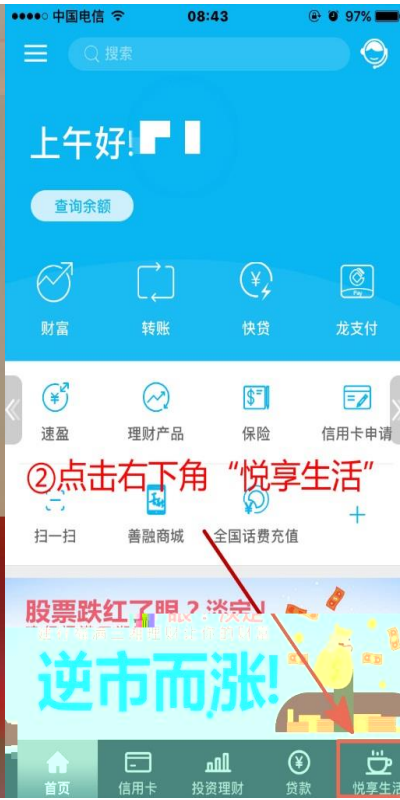 中国电信 08:43 97%
搜索
上午好!
查询余额
财富 转账 快贷 龙支付
速盈 理财产品 保险 信用卡申请
②点击右下角“悦享生活”
扫一扫 善融商城 全国话费充值
股票跌红了眼？淡定！
逆市而涨!
首页 信用卡 投资理财 贷款 悦享生活